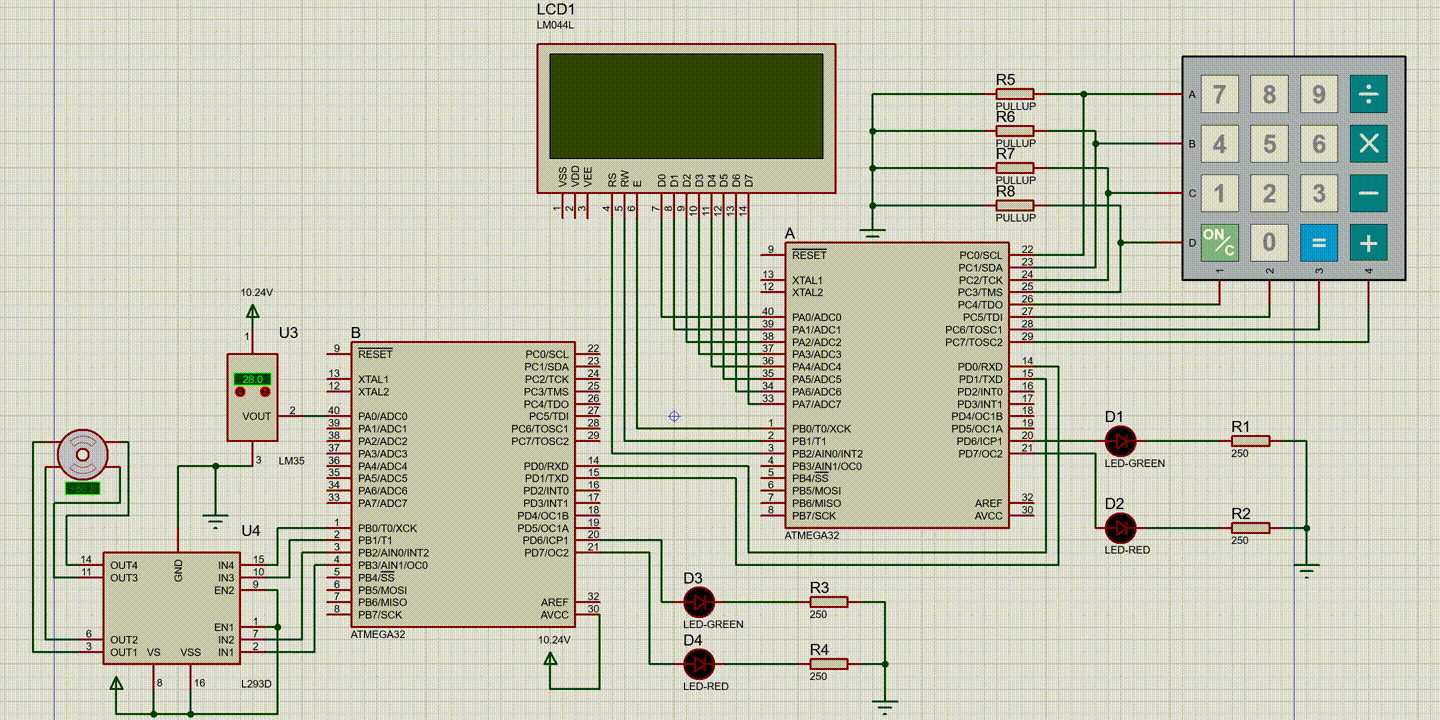 LCD1
LM044L
VSS
VDD
VEE
RS
RW
E
D0
D1
D2
D3
D4
D5
D6
D7
1
2
3
4
5
6
7
8
9
10
11
12
13
14
R5
PULLUP
R6
PULLUP
R7
PULLUP
R8
PULLUP
A
B
C
D
7 8 9 ÷
4 5 6 ×
1 2 3 −
ON/C 0 = +
1 2 3 4
A
9 RESET PC0/SCL 22
PC1/SDA 23
13 XTAL1 PC2/TCK 24
12 XTAL2 PC3/TMS 25
PC4/TDO 26
40 PA0/ADC0 PC5/TDI 27
39 PA1/ADC1 PC6/TOSC1 28
38 PA2/ADC2 PC7/TOSC2 29
37 PA3/ADC3
36 PA4/ADC4 PD0/RXD 14
35 PA5/ADC5 PD1/TXD 15
34 PA6/ADC6 PD2/INT0 16
33 PA7/ADC7 PD3/INT1 17
PD4/OC1B 18
1 PB0/T0/XCK PD5/OC1A 19
2 PB1/T1 PD6/ICP1 20
3 PB2/AIN0/INT2 PD7/OC2 21
4 PB3/AIN1/OC0
5 PB4/SS
6 PB5/MOSI
7 PB6/MISO AREF 32
8 PB7/SCK AVCC 30
ATMEGA32
D1
LED-GREEN
R1
250
D2
LED-RED
R2
250
10.24V
U3
1
28.0
VOUT 2
3
LM35
B
9 RESET PC0/SCL 22
PC1/SDA 23
13 XTAL1 PC2/TCK 24
12 XTAL2 PC3/TMS 25
PC4/TDO 26
40 PA0/ADC0 PC5/TDI 27
39 PA1/ADC1 PC6/TOSC1 28
38 PA2/ADC2 PC7/TOSC2 29
37 PA3/ADC3
36 PA4/ADC4 PD0/RXD 14
35 PA5/ADC5 PD1/TXD 15
34 PA6/ADC6 PD2/INT0 16
33 PA7/ADC7 PD3/INT1 17
PD4/OC1B 18
1 PB0/T0/XCK PD5/OC1A 19
2 PB1/T1 PD6/ICP1 20
3 PB2/AIN0/INT2 PD7/OC2 21
4 PB3/AIN1/OC0
5 PB4/SS
6 PB5/MOSI
7 PB6/MISO AREF 32
8 PB7/SCK AVCC 30
ATMEGA32
10.24V
U4
14 OUT4 GND IN4 15
11 OUT3 IN3 10
EN2 9
EN1 1
6 OUT2 IN2 7
3 OUT1 VS VSS IN1 2
8 16 L293D
D3
LED-GREEN
R3
250
D4
LED-RED
R4
250